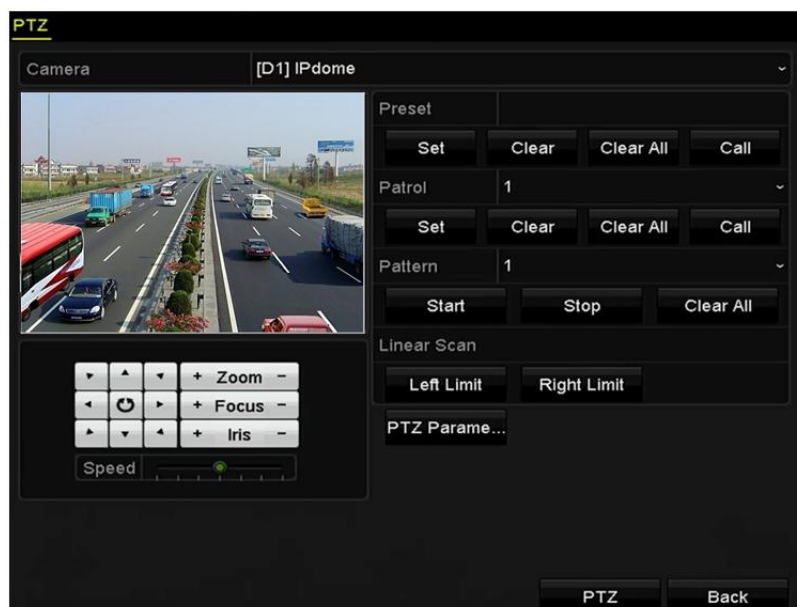 PTZ
Camera [D1] IPdome
Preset
Set Clear Clear All Call
Patrol 1
Set Clear Clear All Call
Pattern 1
Start Stop Clear All
Linear Scan
Left Limit Right Limit
PTZ Parame...
+ Zoom -
+ Focus -
+ Iris -
Speed
PTZ Back